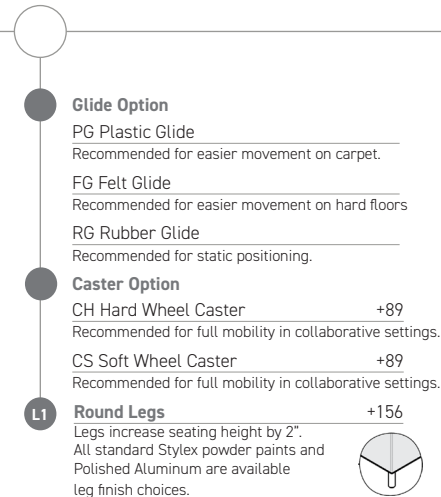 Glide Option
PG Plastic Glide
Recommended for easier movement on carpet.
FG Felt Glide
Recommended for easier movement on hard floors
RG Rubber Glide
Recommended for static positioning.
Caster Option
CH Hard Wheel Caster +89
Recommended for full mobility in collaborative settings.
CS Soft Wheel Caster +89
Recommended for full mobility in collaborative settings.
L1 Round Legs +156
Legs increase seating height by 2".
All standard Stylex powder paints and
Polished Aluminum are available
leg finish choices.